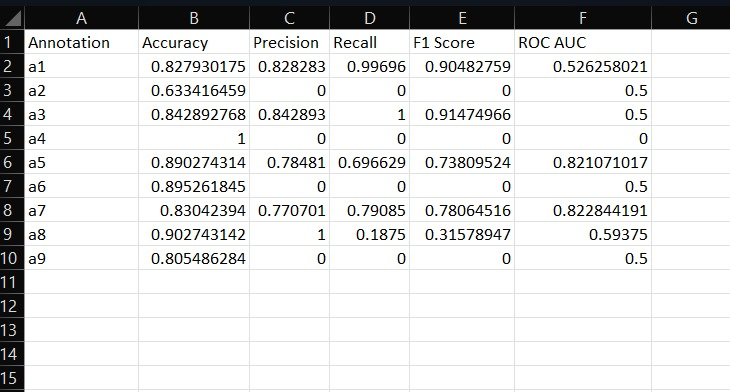 A B C D E F G
1 Annotation Accuracy Precision Recall F1 Score ROC AUC
2 a1 0.827930175 0.828283 0.99696 0.90482759 0.526258021
3 a2 0.633416459 0 0 0 0.5
4 a3 0.842892768 0.842893 1 0.91474966 0.5
5 a4 1 0 0 0 0
6 a5 0.890274314 0.78481 0.696629 0.73809524 0.821071017
7 a6 0.895261845 0 0 0 0.5
8 a7 0.83042394 0.770701 0.79085 0.78064516 0.822844191
9 a8 0.902743142 1 0.1875 0.31578947 0.59375
10 a9 0.805486284 0 0 0 0.5
11
12
13
14
15